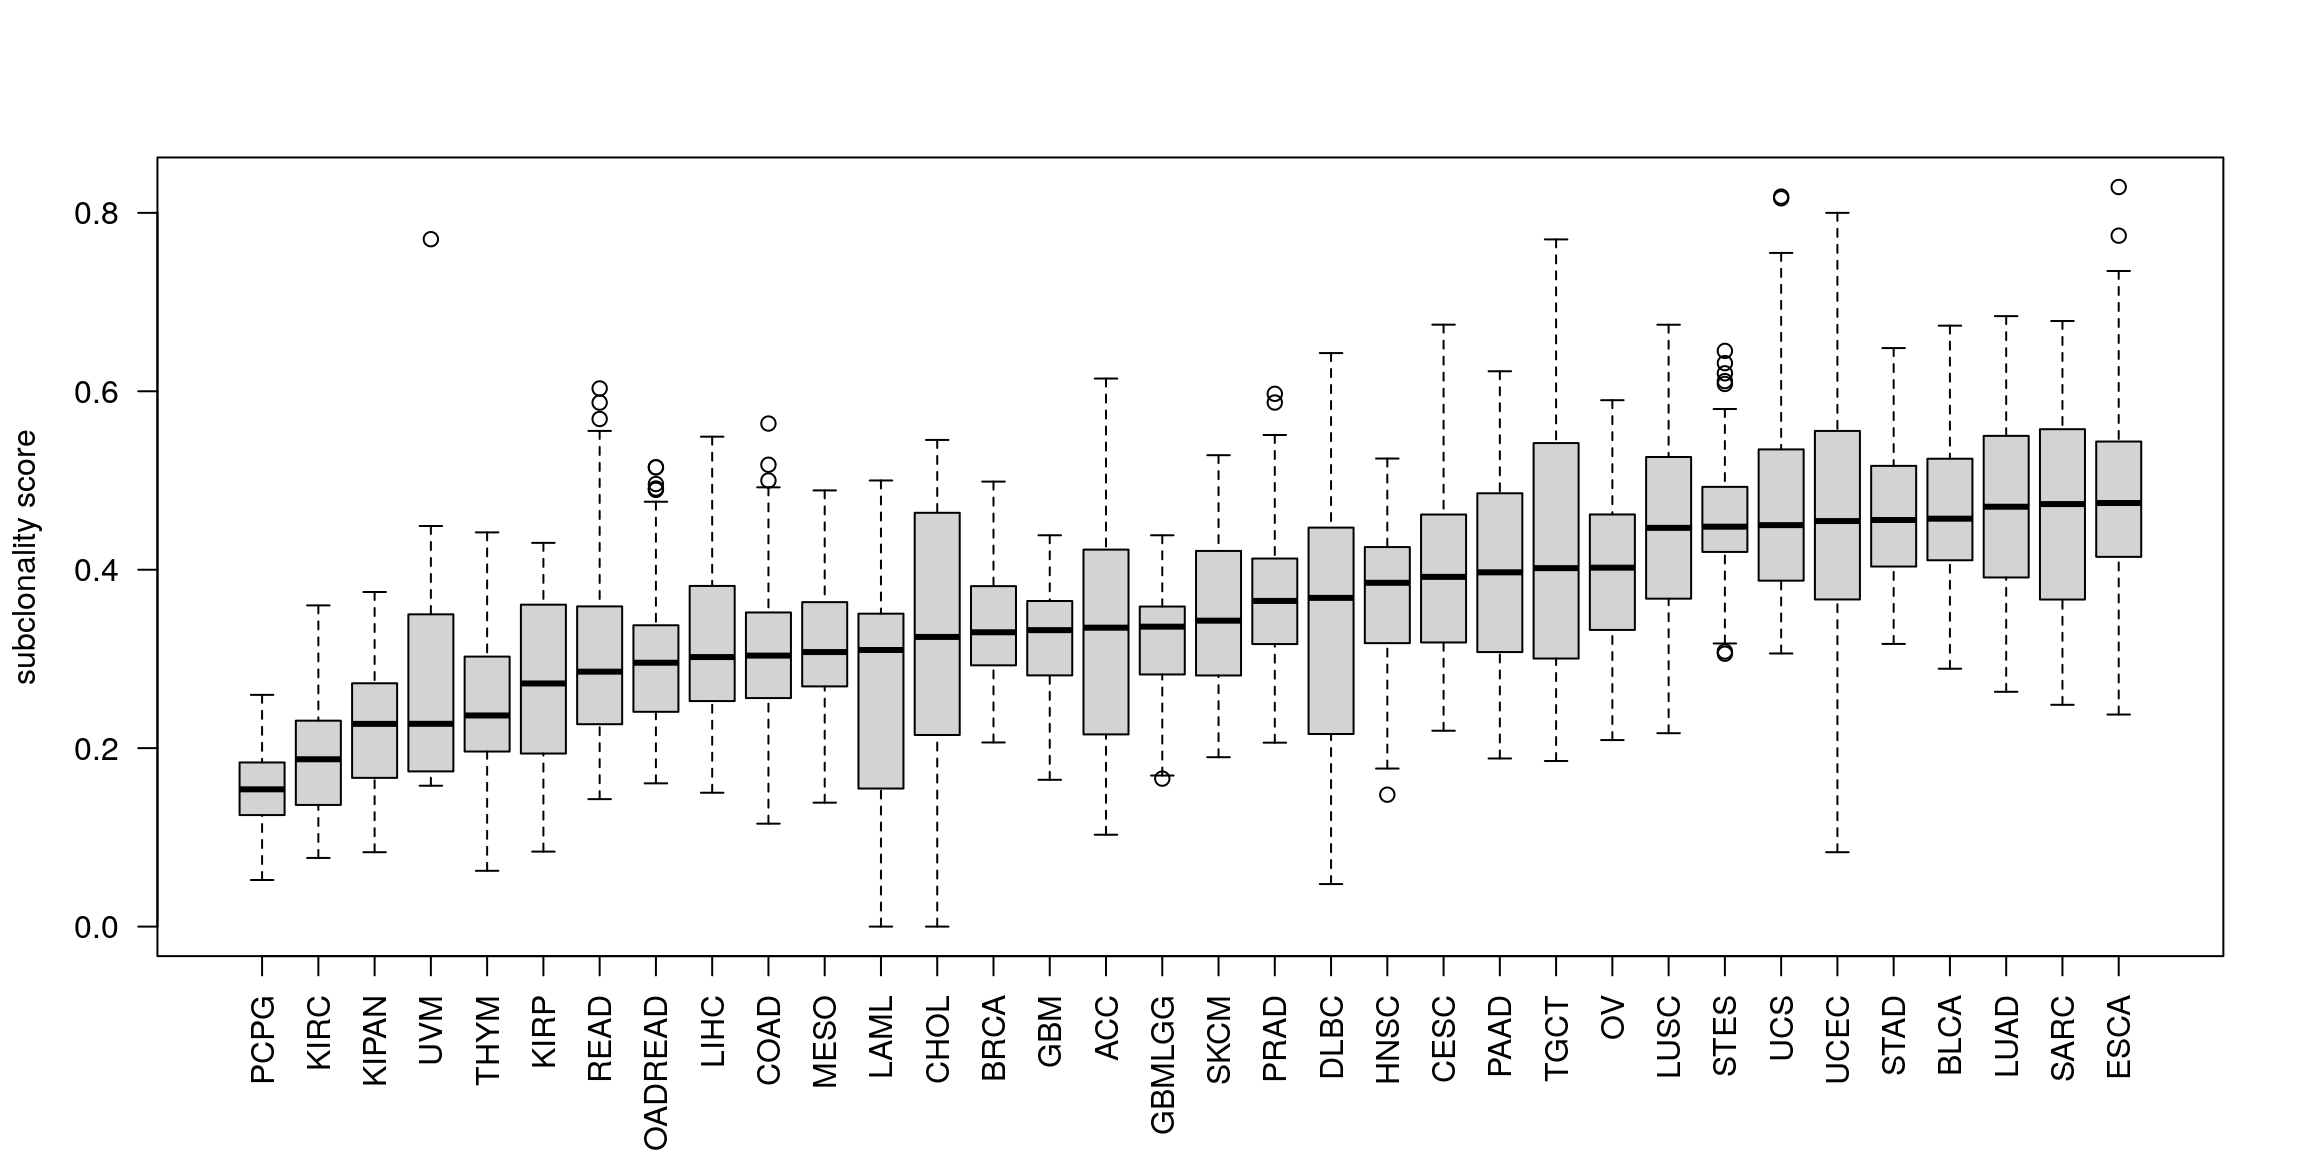 subclonality score
0.8
0.6
0.4
0.2
0.0
PCPG
KIRC
KIPAN
UVM
THYM
KIRP
READ
OADREAD
LIHC
COAD
MESO
LAML
CHOL
BRCA
GBM
ACC
GBMLGG
SKCM
PRAD
DLBC
HNSC
CESC
PAAD
TGCT
OV
LUSC
STES
UCS
UCEC
STAD
BLCA
LUAD
SARC
ESCA